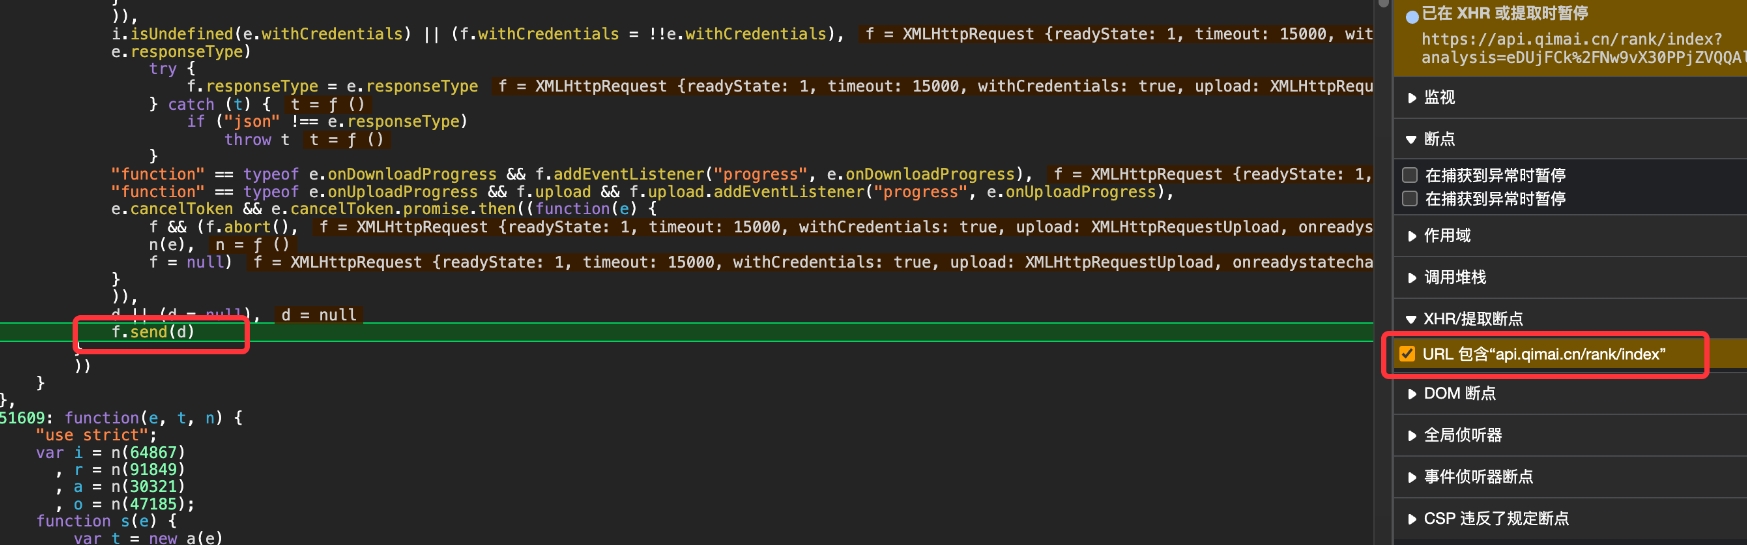 )),
i.isUndefined(e.withCredentials) || (f.withCredentials = !!e.withCredentials), f = XMLHttpRequest {readyState: 1, timeout: 15000, wit
e.responseType)
try {
f.responseType = e.responseType f = XMLHttpRequest {readyState: 1, timeout: 15000, withCredentials: true, upload: XMLHttpRequ
} catch (t) { t = ƒ ()
if ("json" !== e.responseType)
throw t t = ƒ ()
}
"function" == typeof e.onDownloadProgress && f.addEventListener("progress", e.onDownloadProgress), f = XMLHttpRequest {readyState: 1,
"function" == typeof e.onUploadProgress && f.upload && f.upload.addEventListener("progress", e.onUploadProgress),
e.cancelToken && e.cancelToken.promise.then((function(e) {
f && (f.abort(), f = XMLHttpRequest {readyState: 1, timeout: 15000, withCredentials: true, upload: XMLHttpRequestUpload, onreadys
n(e), n = ƒ ()
f = null) f = XMLHttpRequest {readyState: 1, timeout: 15000, withCredentials: true, upload: XMLHttpRequestUpload, onreadystatecha
}
)),
d || (d = null), d = null
f.send(d)
}
))
}
},
51609: function(e, t, n) {
"use strict";
var i = n(64867)
, r = n(91849)
, a = n(30321)
, o = n(47185);
function s(e) {
var t = new a(e)
已在 XHR 或提取时暂停
https://api.qimai.cn/rank/index?
analysis=eDUjFCk%2FNw9vX30PPjZVQQAl
监视
断点
在捕获到异常时暂停
在捕获到异常时暂停
作用域
调用堆栈
XHR/提取断点
URL 包含“api.qimai.cn/rank/index”
DOM 断点
全局侦听器
事件侦听器断点
CSP 违反了规定断点